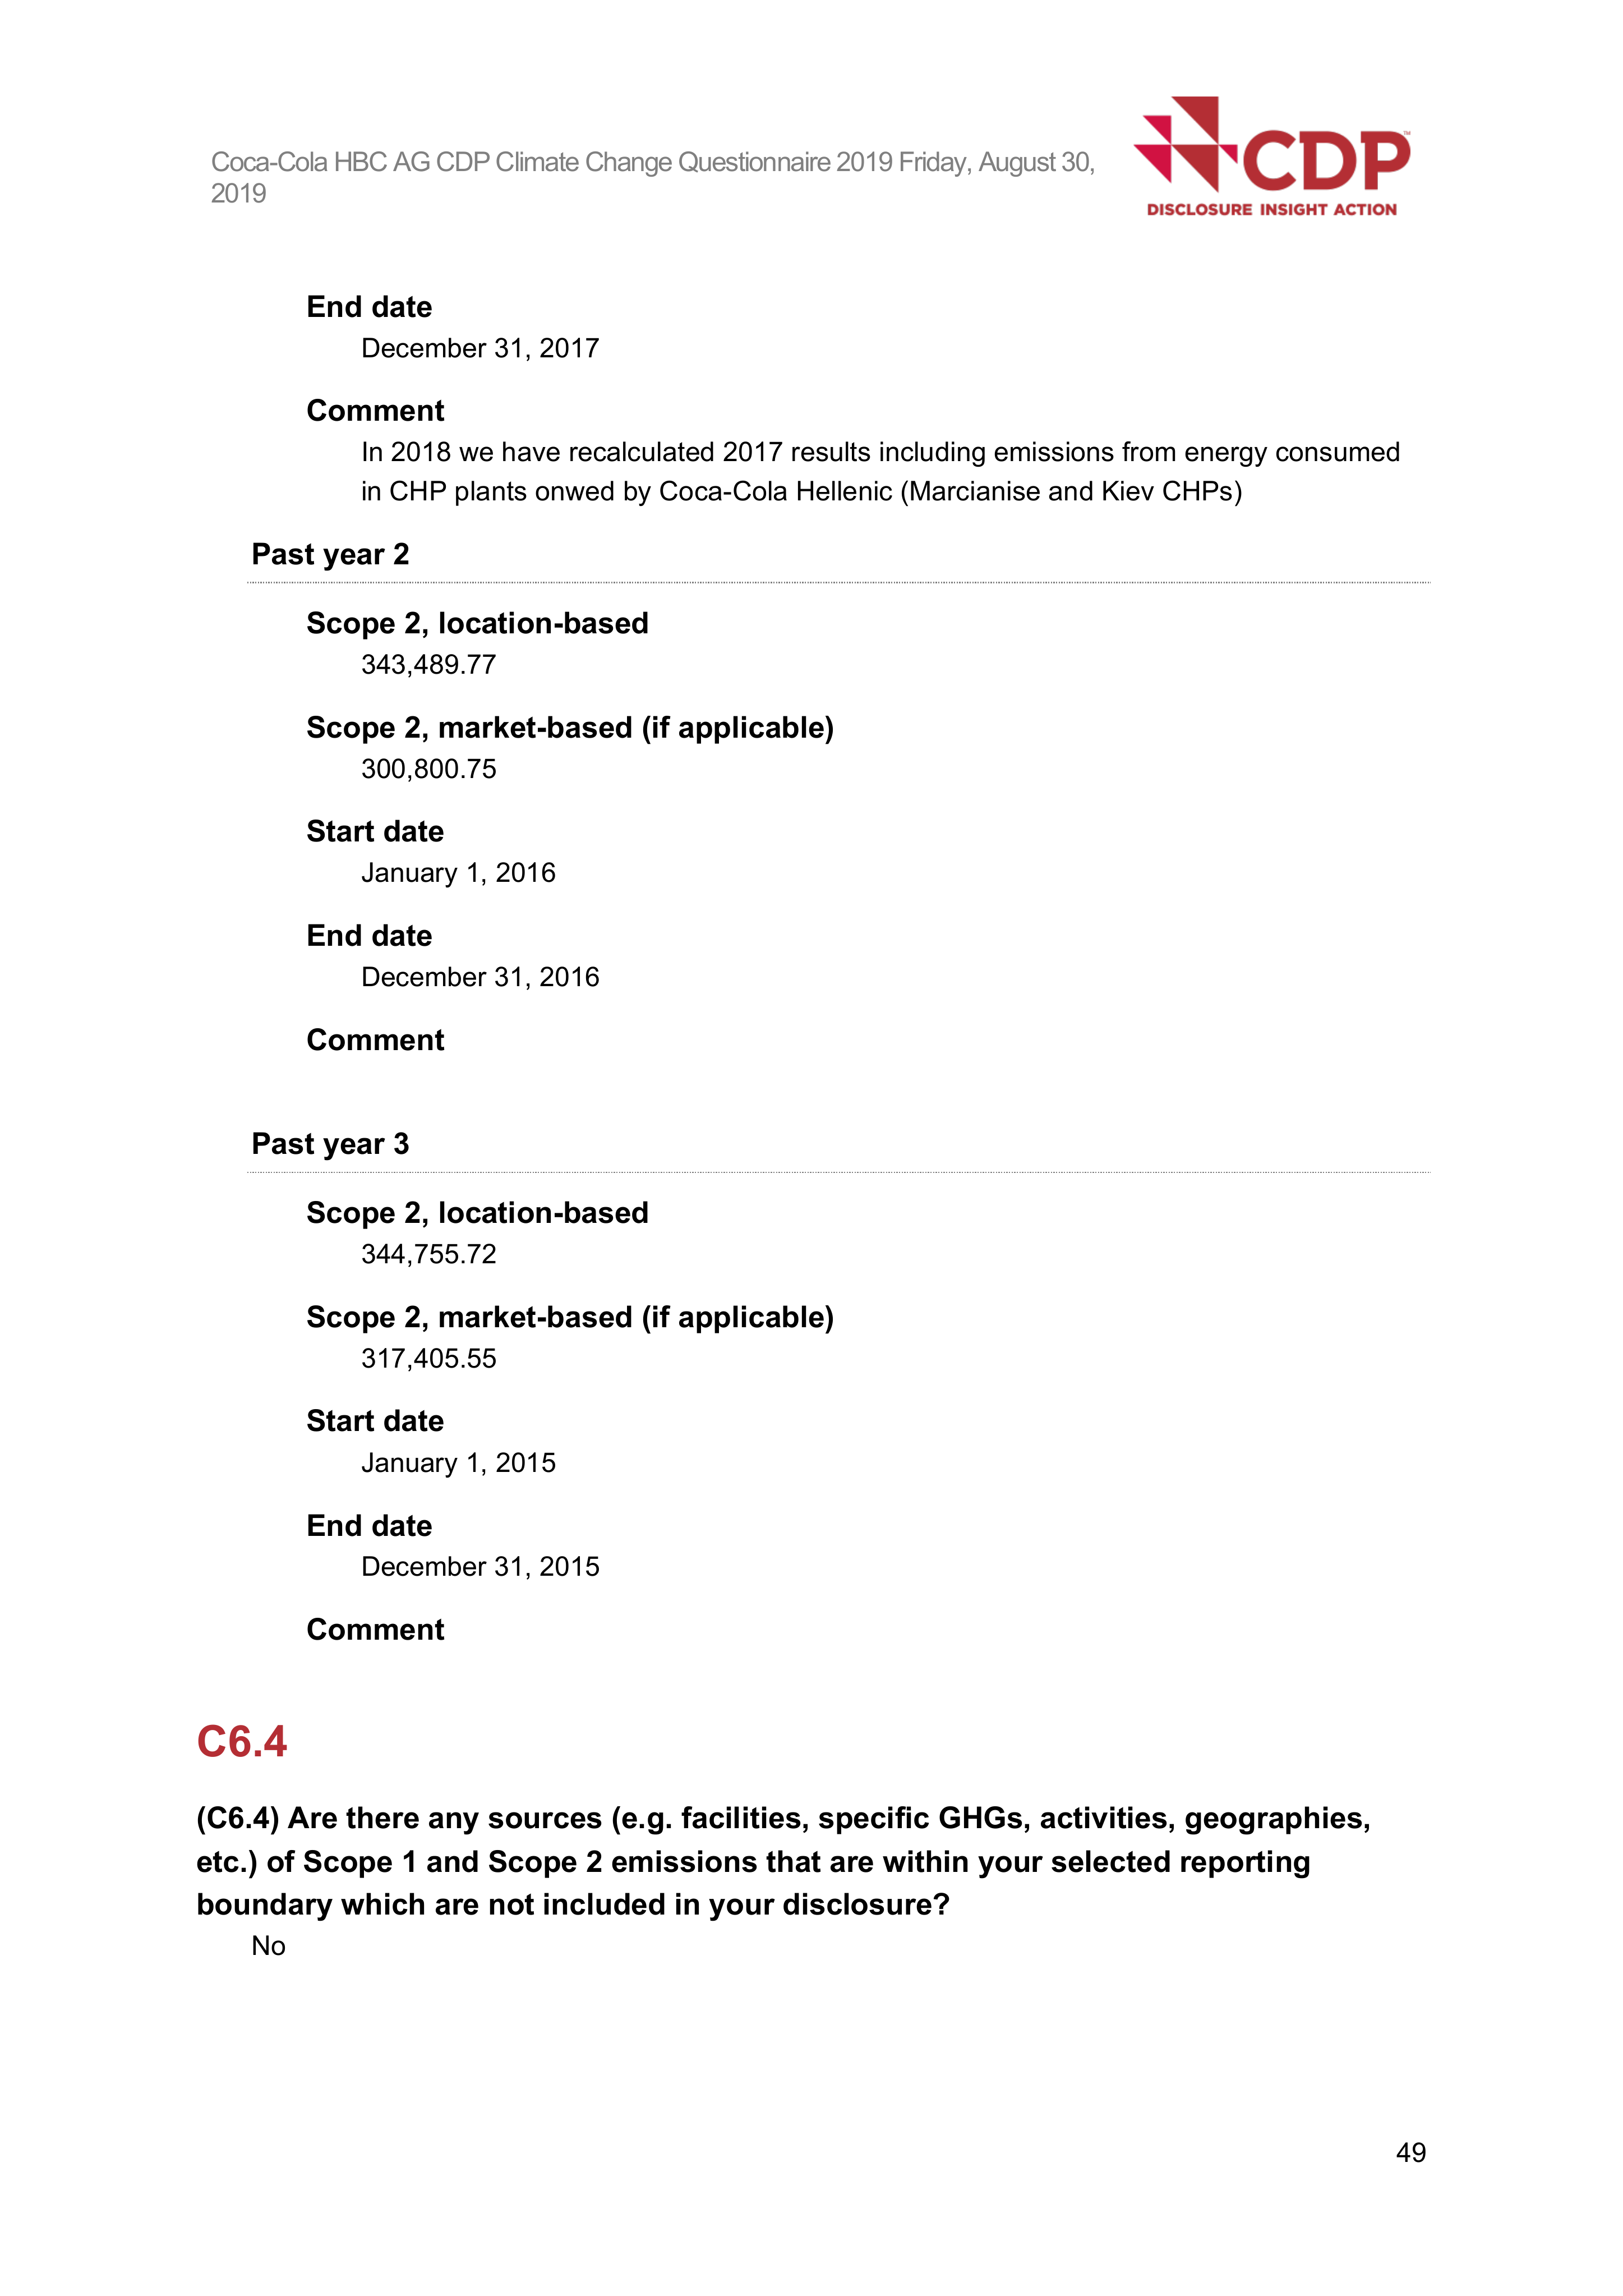 Coca-Cola HBC AG CDP Climate Change Questionnaire 2019 Friday, August 30,
2019
CDP™
DISCLOSURE INSIGHT ACTION
End date
December 31, 2017
Comment
In 2018 we have recalculated 2017 results including emissions from energy consumed
in CHP plants onwed by Coca-Cola Hellenic (Marcianise and Kiev CHPs)
Past year 2
Scope 2, location-based
343,489.77
Scope 2, market-based (if applicable)
300,800.75
Start date
January 1, 2016
End date
December 31, 2016
Comment
Past year 3
Scope 2, location-based
344,755.72
Scope 2, market-based (if applicable)
317,405.55
Start date
January 1, 2015
End date
December 31, 2015
Comment
C6.4
(C6.4) Are there any sources (e.g. facilities, specific GHGs, activities, geographies,
etc.) of Scope 1 and Scope 2 emissions that are within your selected reporting
boundary which are not included in your disclosure?
No
49